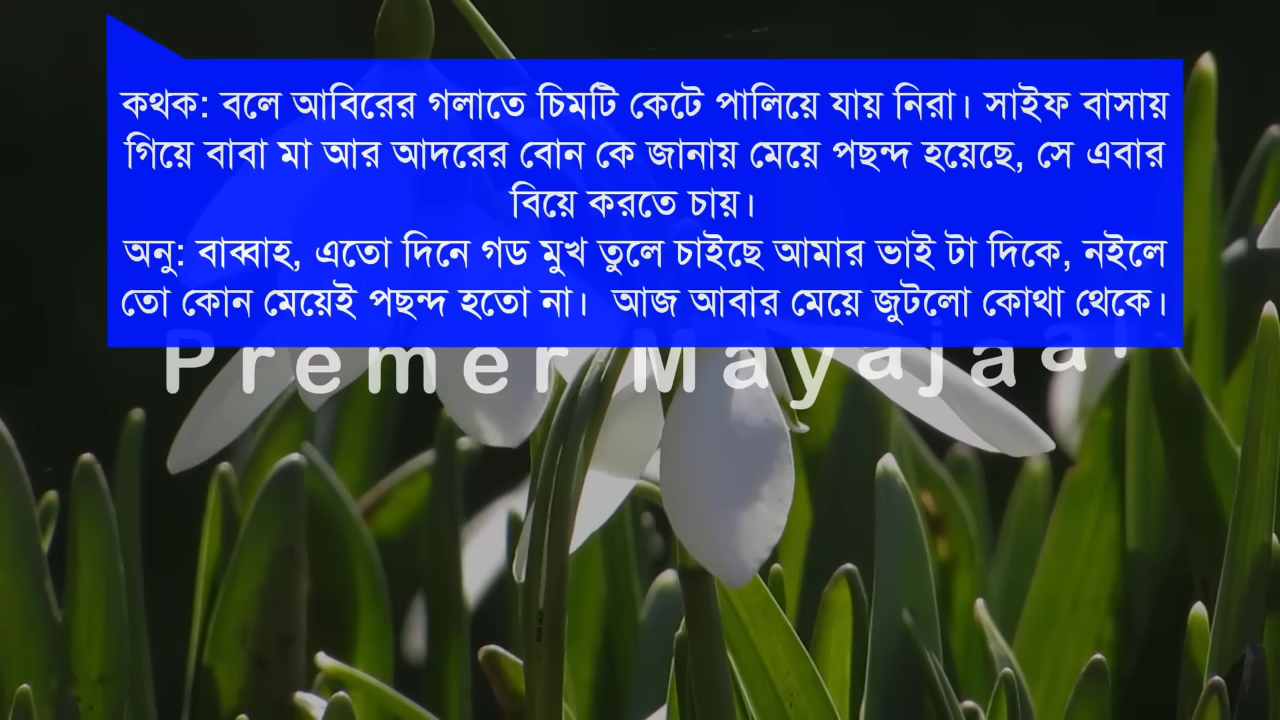 কথক: বলে আবিরের গলাতে চিমটি কেটে পালিয়ে যায় নিরা। সাইফ বাসায়
গিয়ে বাবা মা আর আদরের বোন কে জানায় মেয়ে পছন্দ হয়েছে, সে এবার
বিয়ে করতে চায়।
অনু: বাব্বাহ, এতো দিনে গড মুখ তুলে চাইছে আমার ভাই টা দিকে, নইলে
তো কোন মেয়েই পছন্দ হতো না।  আজ আবার মেয়ে জুটলো কোথা থেকে।
Premer Mayajaal